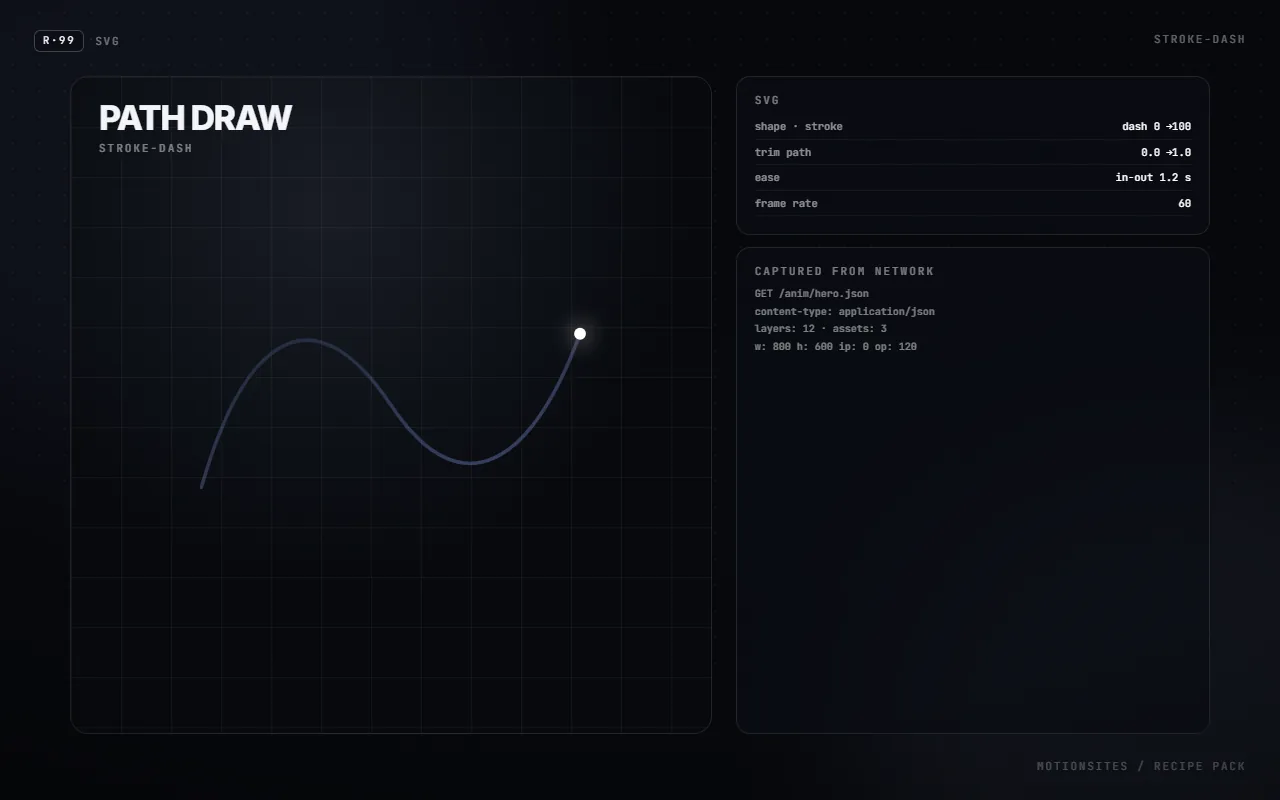 R·99 SVG
STROKE-DASH
PATH DRAW
STROKE-DASH
SVG
shape · stroke dash 0 →100
trim path 0.0 →1.0
ease in-out 1.2 s
frame rate 60
CAPTURED FROM NETWORK
GET /anim/hero.json
content-type: application/json
layers: 12 · assets: 3
w: 800 h: 600 ip: 0 op: 120
MOTIONSITES / RECIPE PACK